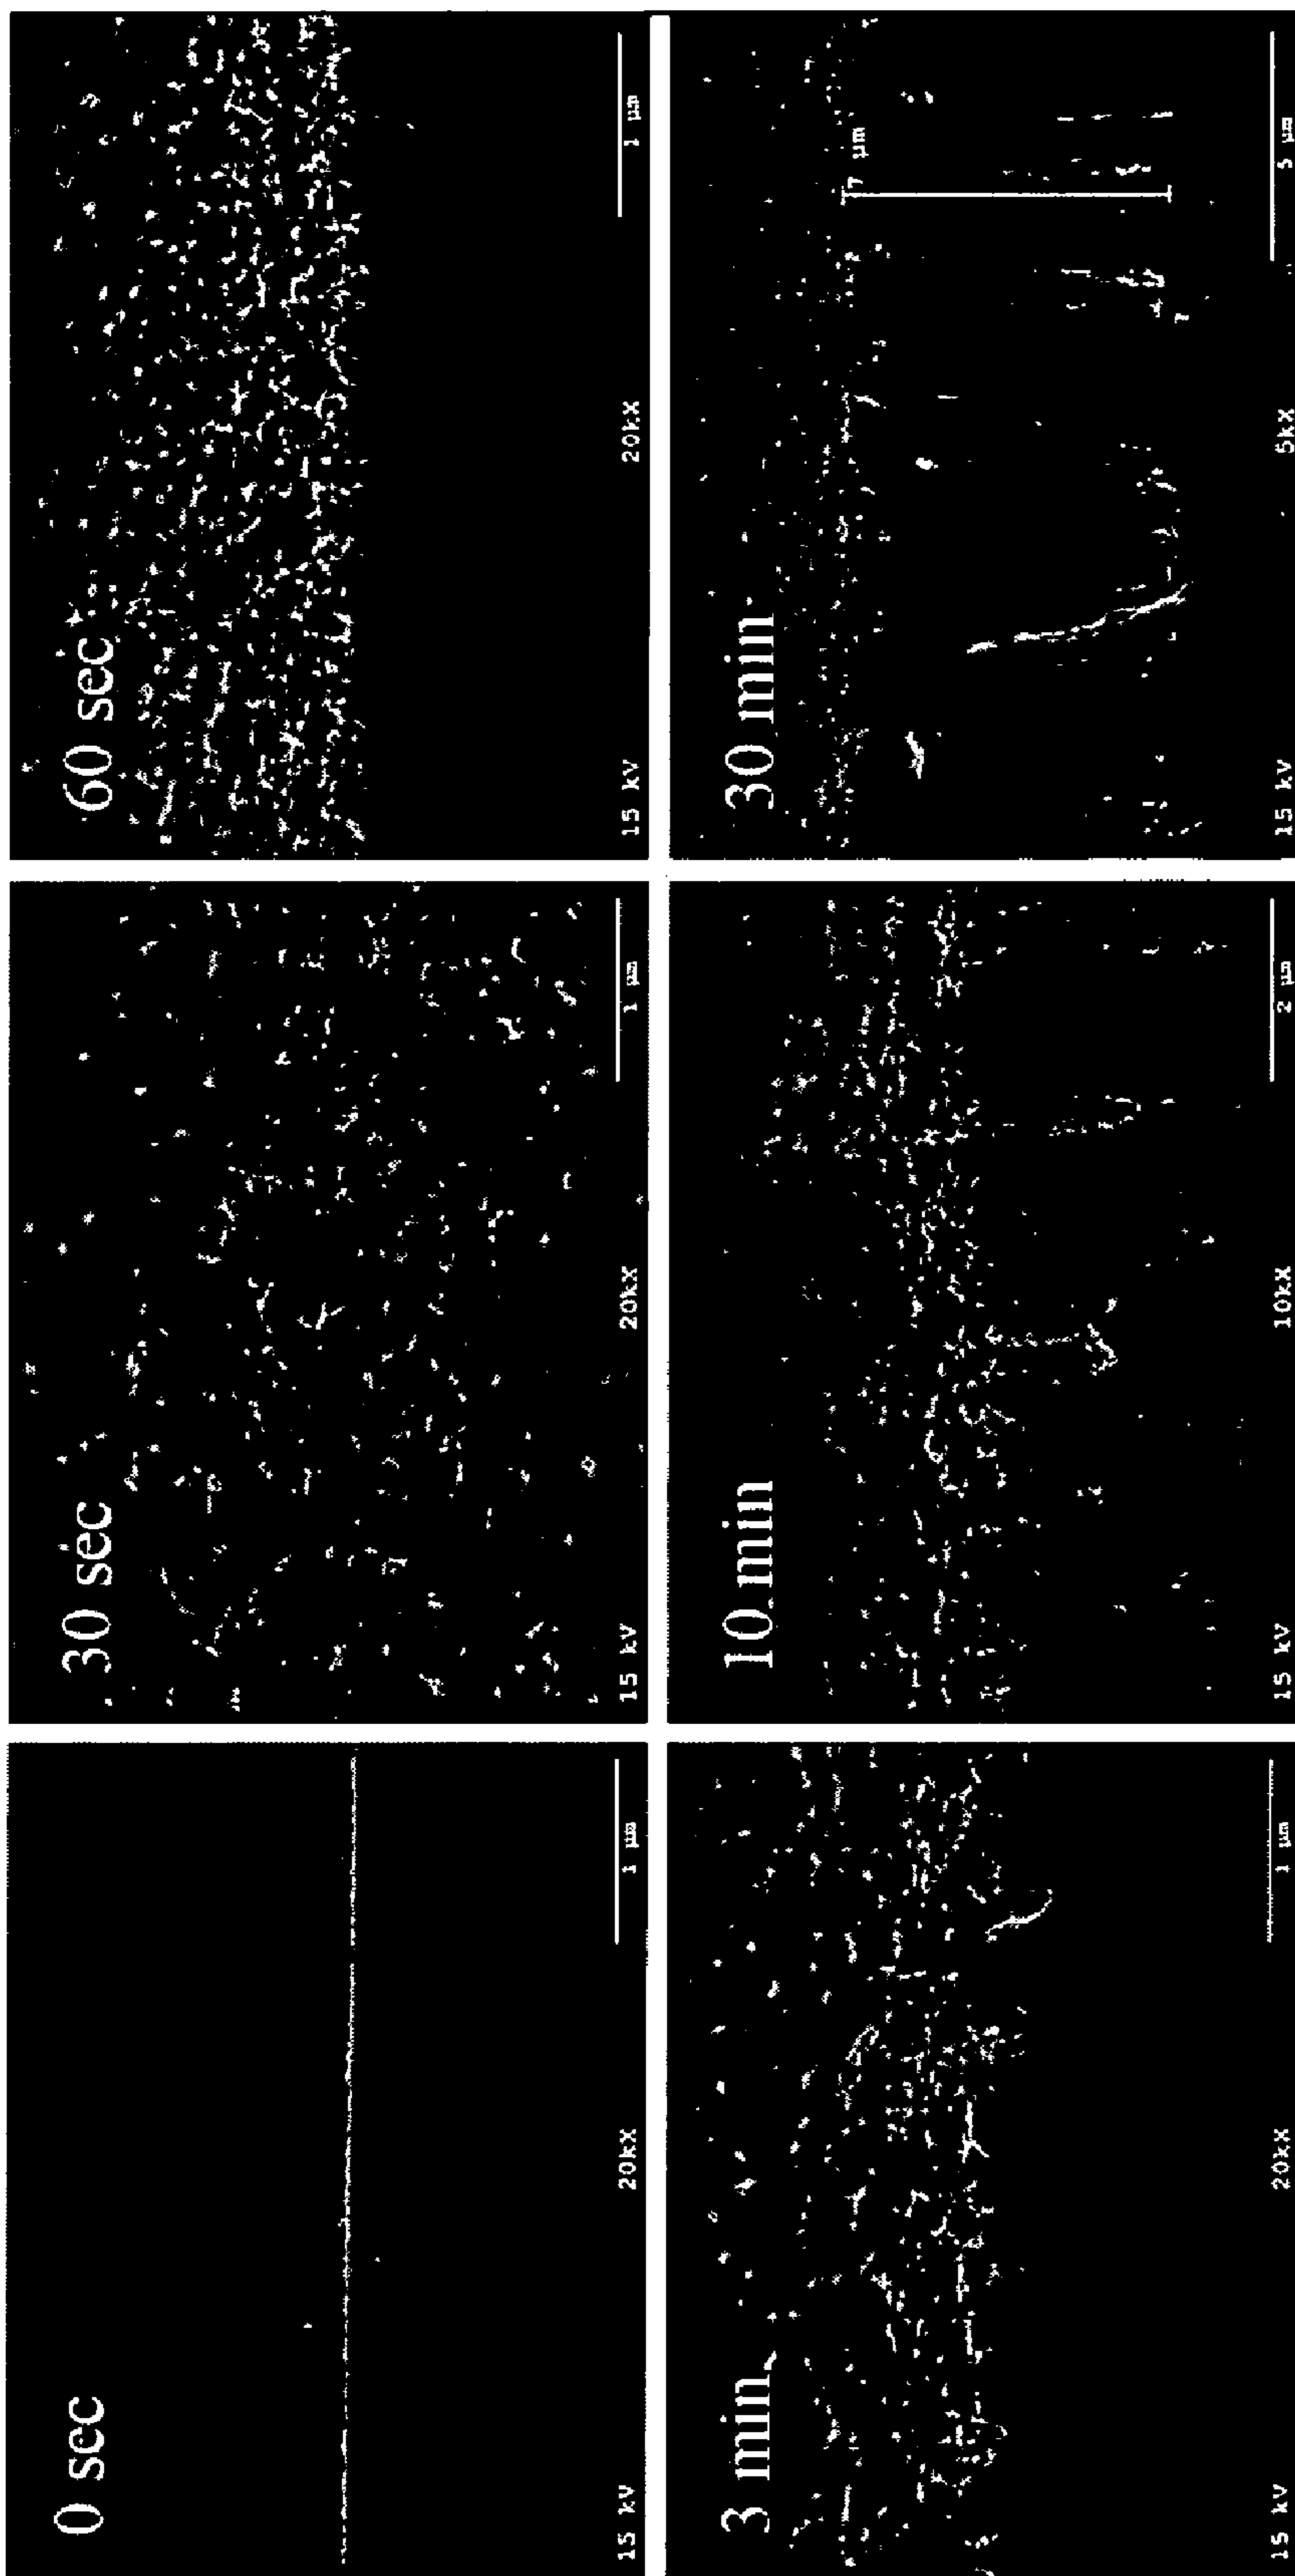 0 sec
15 kV 20kX 1 µm
30 sec
15 kV 20kX 1 µm
60 sec
15 kV 20kX 1 µm
3 min
15 kV 20kX 1 µm
10 min
15 kV 10kX 2 µm
30 min
7 µm
15 kV 5kX 5 µm